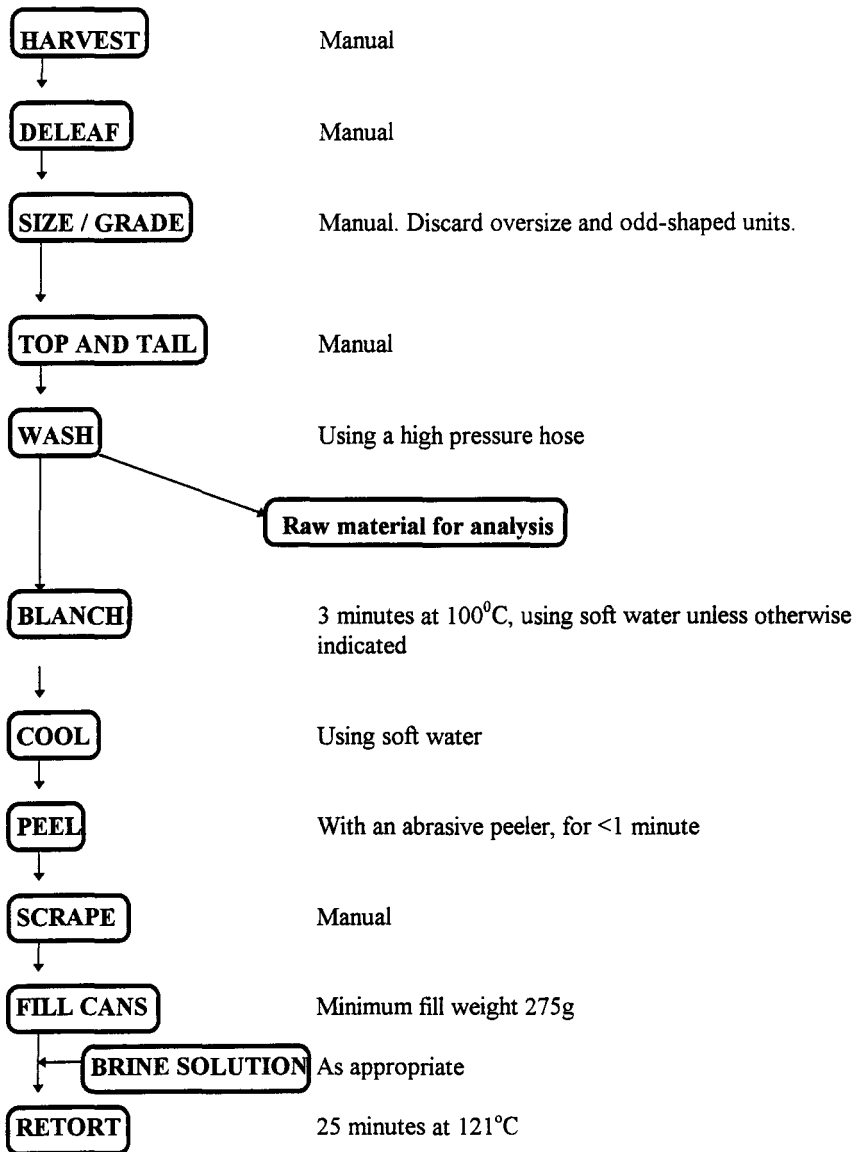 HARVEST Manual
DELEAF Manual
SIZE / GRADE Manual. Discard oversize and odd-shaped units.
TOP AND TAIL Manual
WASH Using a high pressure hose
Raw material for analysis
BLANCH 3 minutes at 100⁰C, using soft water unless otherwise
indicated
COOL Using soft water
PEEL With an abrasive peeler, for <1 minute
SCRAPE Manual
FILL CANS Minimum fill weight 275g
BRINE SOLUTION As appropriate
RETORT 25 minutes at 121°C